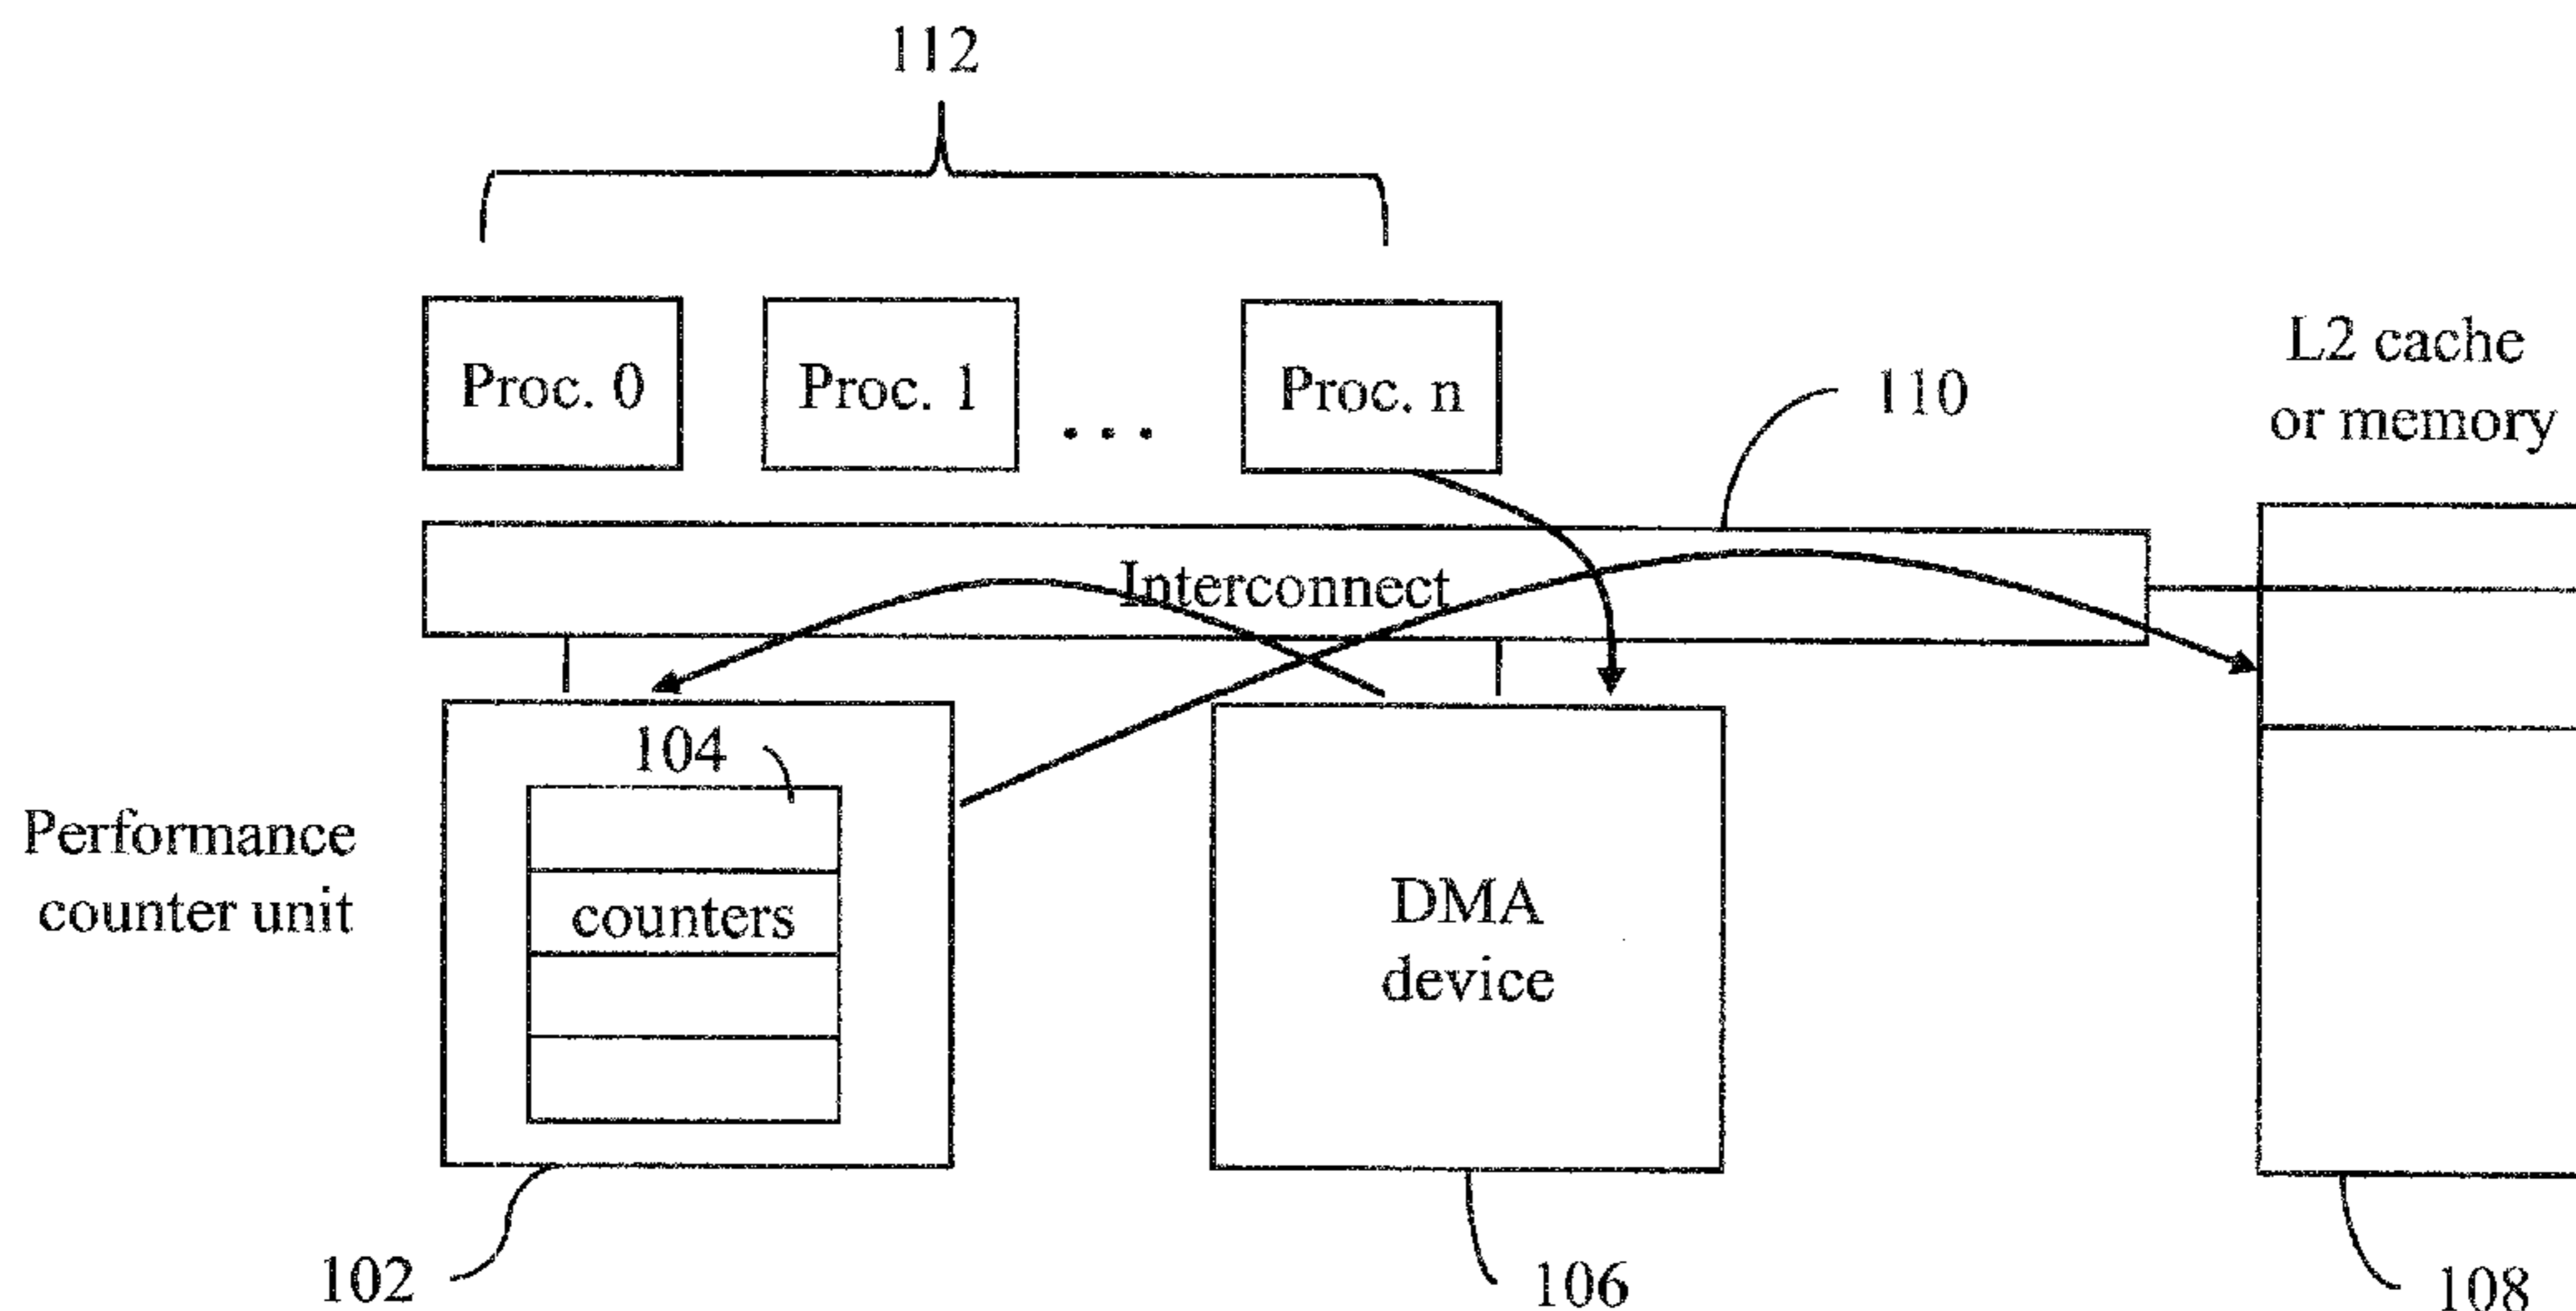 112
Proc. 0
Proc. 1
...
Proc. n
110
L2 cache
or memory
Interconnect
104
Performance
counter unit
counters
DMA
device
102
106
108